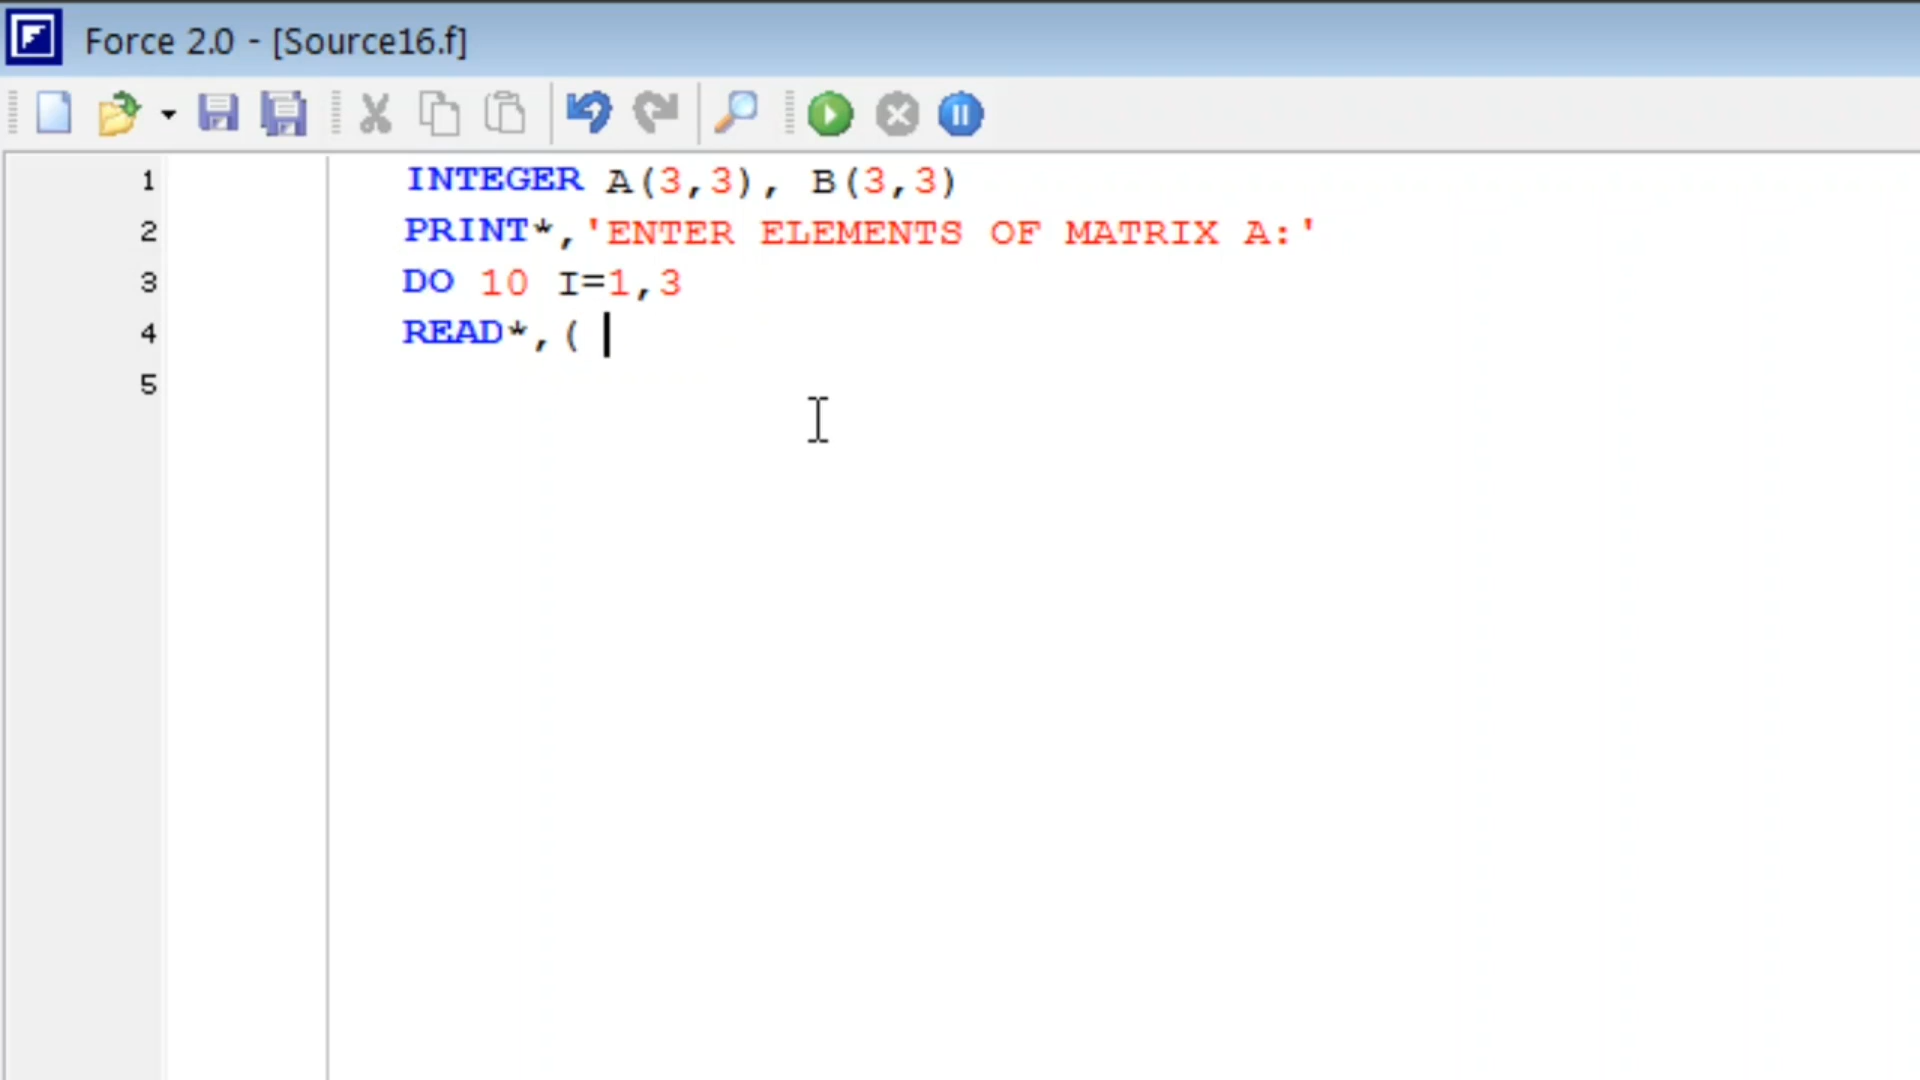 Force 2.0 - [Source16.f]
1 INTEGER A(3,3), B(3,3)
2 PRINT*,'ENTER ELEMENTS OF MATRIX A:'
3 DO 10 I=1,3
4 READ*,(
5